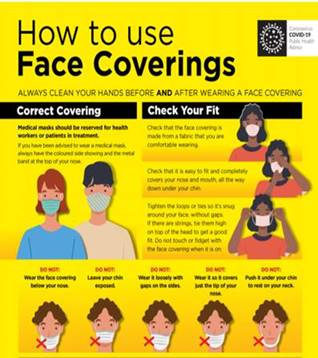 How to use
Face Coverings
Coronavirus
COVID-19
Public Health
Advice
ALWAYS CLEAN YOUR HANDS BEFORE AND AFTER WEARING A FACE COVERING
Correct Covering
Medical masks should be reserved for health
workers or patients in treatment.
If you have been advised to wear a medical mask,
always have the coloured side showing and the metal
band at the top of your nose.
Check Your Fit
Check that the face covering is
made from a fabric that you are
comfortable wearing.
Check that it is easy to fit and completely
covers your nose and mouth, all the way
down under your chin.
Tighten the loops or ties so it's snug
around your face, without gaps.
If there are strings, tie them high
on top of the head to get a good
fit. Do not touch or fidget with
the face covering when it is on.
DO NOT:
Wear the face covering
below your nose.
DO NOT:
Leave your chin
exposed.
DO NOT:
Wear it loosely with
gaps on the sides.
DO NOT:
Wear it so it covers
just the tip of
your nose.
DO NOT:
Push it under your chin
to rest on your neck.